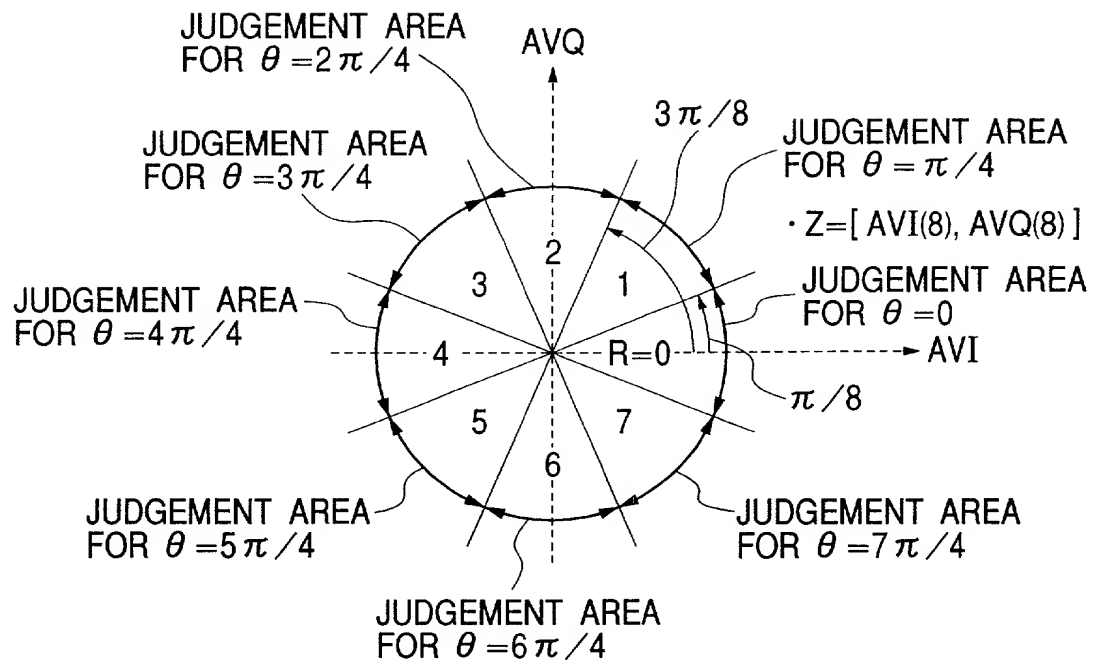 JUDGEMENT AREA
FOR θ=2π/4
AVQ
3π/8
JUDGEMENT AREA
FOR θ=π/4
JUDGEMENT AREA
FOR θ=3π/4
· Z=[ AVI(8), AVQ(8) ]
2
3
1
JUDGEMENT AREA
FOR θ=0
JUDGEMENT AREA
FOR θ=4π/4
4
R=0
AVI
π/8
5
7
6
JUDGEMENT AREA
FOR θ=5π/4
JUDGEMENT AREA
FOR θ=7π/4
JUDGEMENT AREA
FOR θ=6π/4